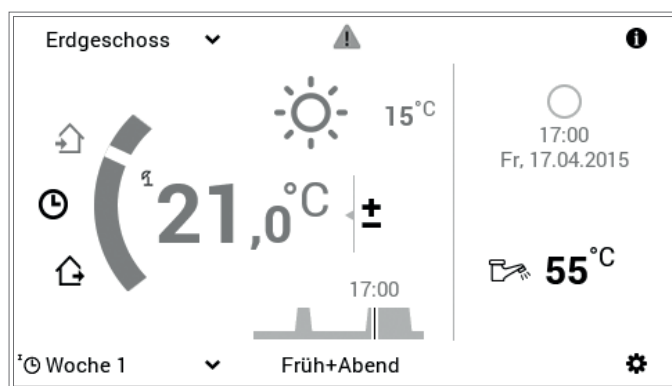 Erdgeschoss
15°C
17:00
Fr, 17.04.2015
21,0°C
±
55°C
17:00
Woche 1
Früh+Abend